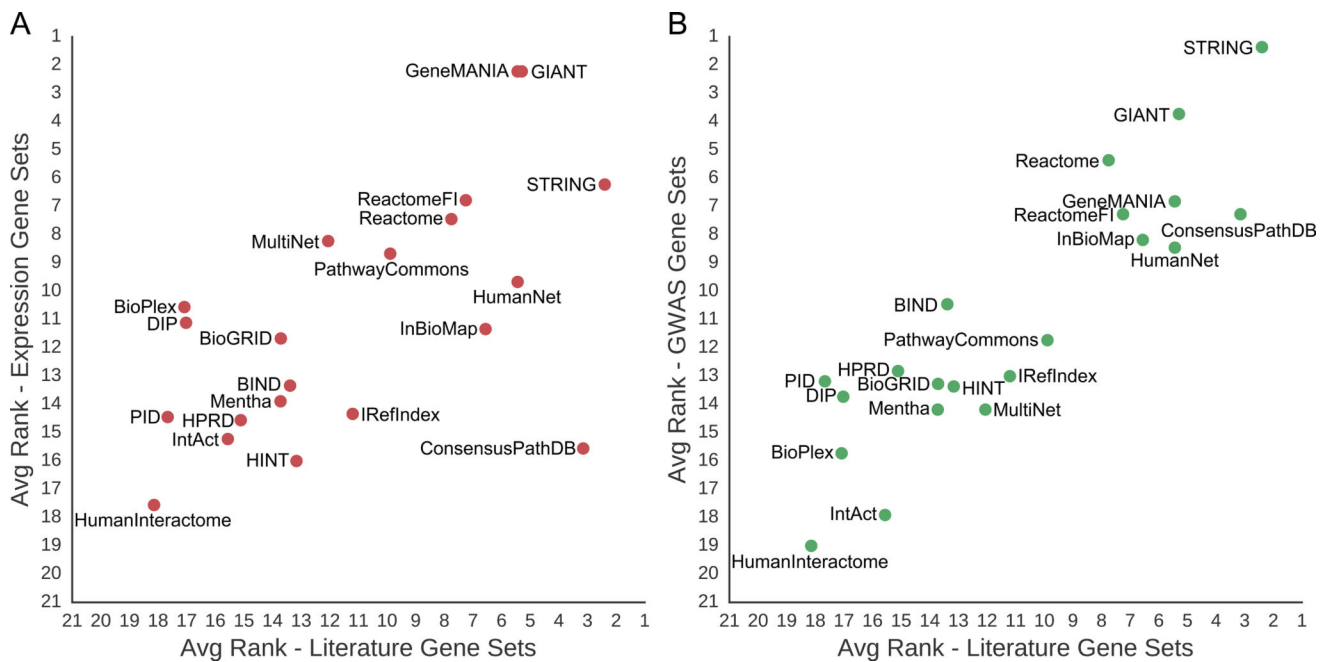 A
1
2
3
4
5
6
7
8
9
10
11
12
13
14
15
16
17
18
19
20
21
Avg Rank - Expression Gene Sets
GeneMANIA GIANT
STRING
ReactomeFI
Reactome
MultiNet
PathwayCommons
HumanNet
BioPlex
DIP
BioGRID
InBioMap
BIND
Mentha
PID
HPRD
IRefIndex
IntAct
ConsensusPathDB
HINT
HumanInteractome
21 20 19 18 17 16 15 14 13 12 11 10 9 8 7 6 5 4 3 2 1
Avg Rank - Literature Gene Sets
B
1
2
3
4
5
6
7
8
9
10
11
12
13
14
15
16
17
18
19
20
21
Avg Rank - GWAS Gene Sets
STRING
GIANT
Reactome
GeneMANIA
ReactomeFI
ConsensusPathDB
InBioMap
HumanNet
BIND
PathwayCommons
HPRD
IRefIndex
PID
BioGRID
HINT
DIP
Mentha
MultiNet
BioPlex
IntAct
HumanInteractome
21 20 19 18 17 16 15 14 13 12 11 10 9 8 7 6 5 4 3 2 1
Avg Rank - Literature Gene Sets